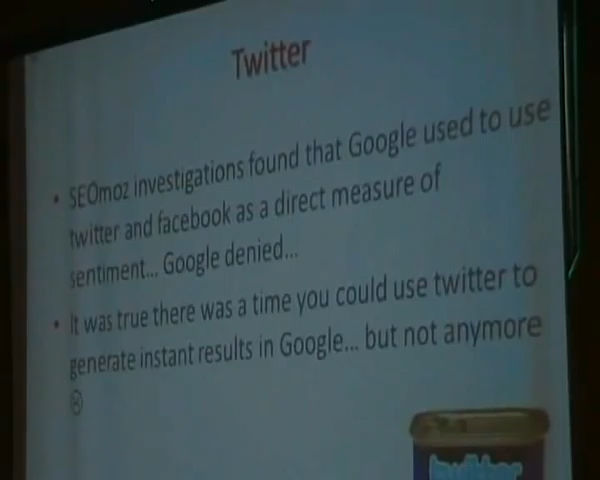 Twitter
• SEOmoz investigations found that Google used to use
twitter and facebook as a direct measure of
sentiment... Google denied...
• It was true there was a time you could use twitter to
generate instant results in Google... but not anymore
☹
twitter